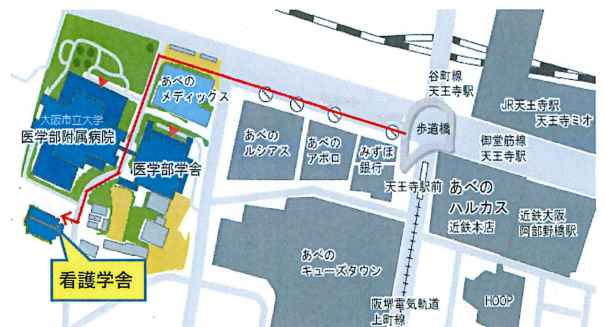 谷町線
天王寺駅
JR天王寺駅
天王寺ミオ
あべの
メディックス
大阪市立大学
医学部附属病院
医学部学舎
あべの
ルシアス
あべの
アポロ
みずほ
銀行
歩道橋
御堂筋線
天王寺駅
天王寺駅前
あべの
ハルカス
近鉄本店
近鉄大阪
阿部野橋駅
看護学舎
あべの
キューズタウン
阪堺電気軌道
上町線
HOOP